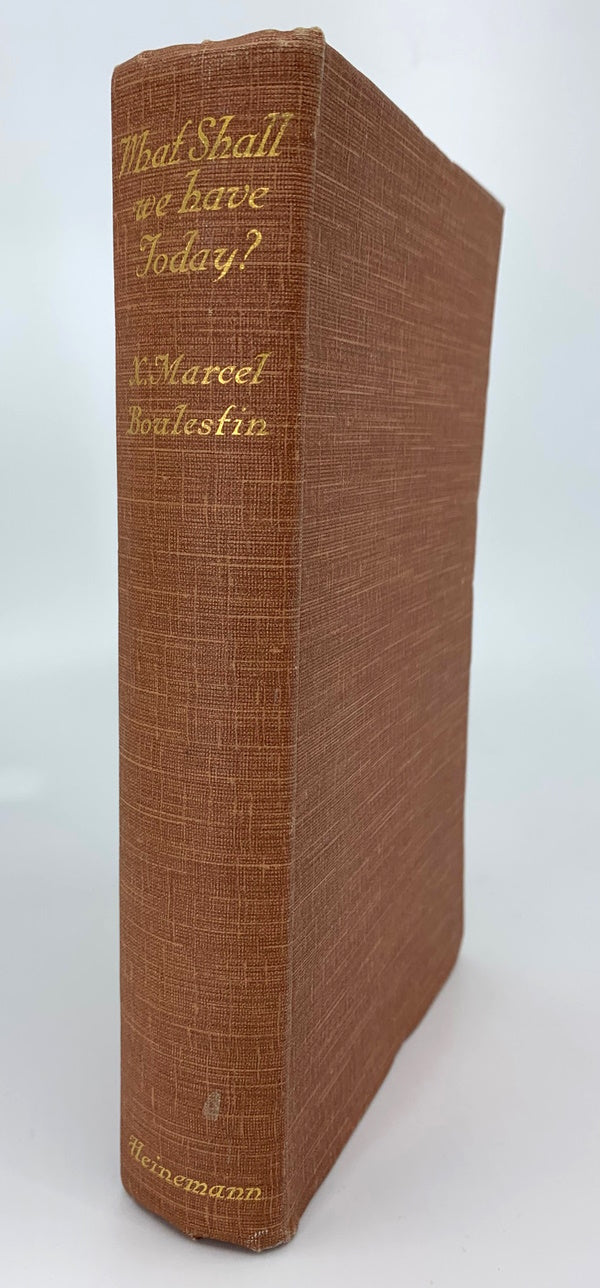 What Shall
we have
Today?
X. Marcel
Boulestin
Heinemann